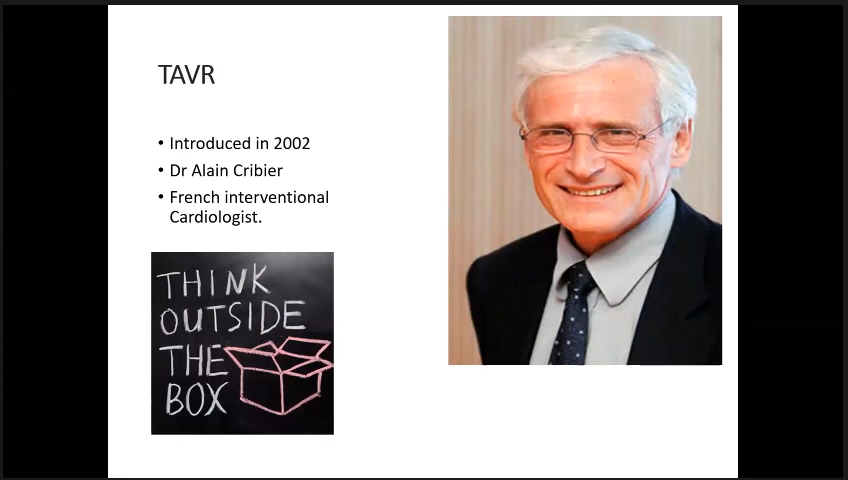 TAVR
• Introduced in 2002
• Dr Alain Cribier
• French interventional
Cardiologist.
THINK
OUTSIDE
THE
BOX